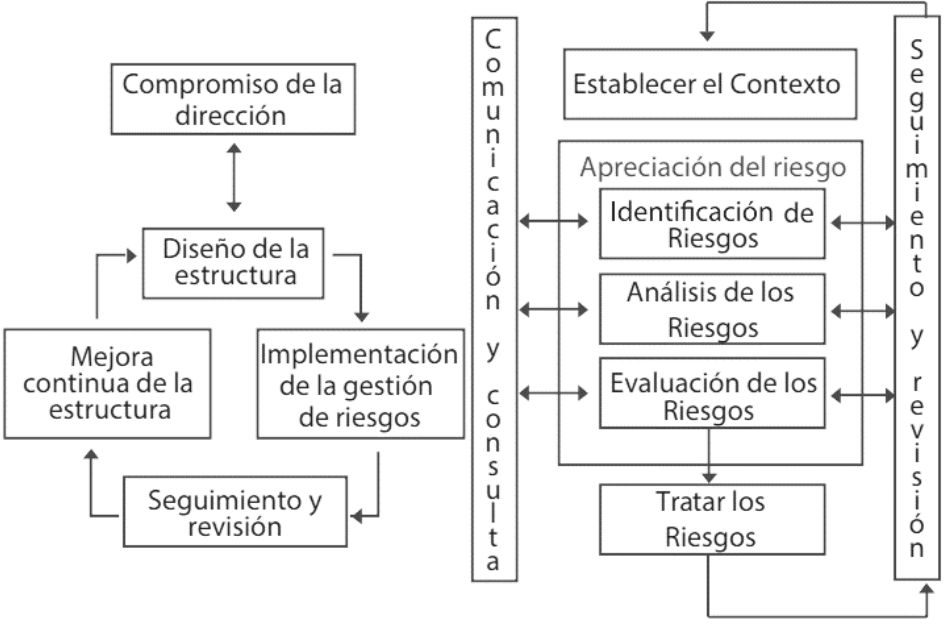 Compromiso de la
dirección
Diseño de la
estructura
Implementación
de la gestión
de riesgos
Seguimiento y
revisión
Mejora
continua de la
estructura
Comunicación y consulta
Establecer el Contexto
Apreciación del riesgo
Identificación de
Riesgos
Análisis de los
Riesgos
Evaluación de los
Riesgos
Tratar los
Riesgos
Seguimiento y revisión